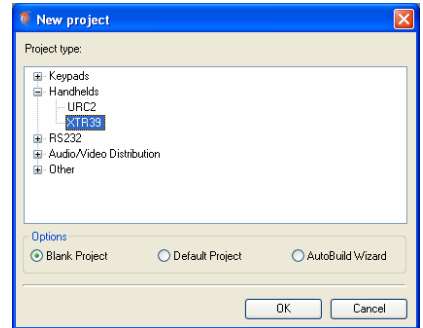 New project
Project type:
Keypads
Handhelds
URC2
XTR39
RS232
Audio/Video Distribution
Other
Options
Blank Project Default Project AutoBuild Wizard
OK Cancel